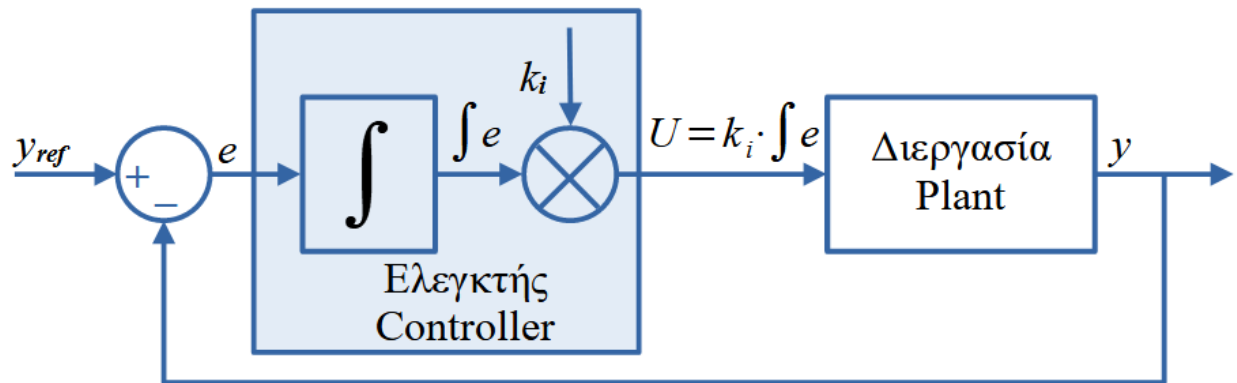 y_ref
+
−
e
∫
∫ e
k_i
U = k_i · ∫ e
Ελεγκτής
Controller
Διεργασία
Plant
y